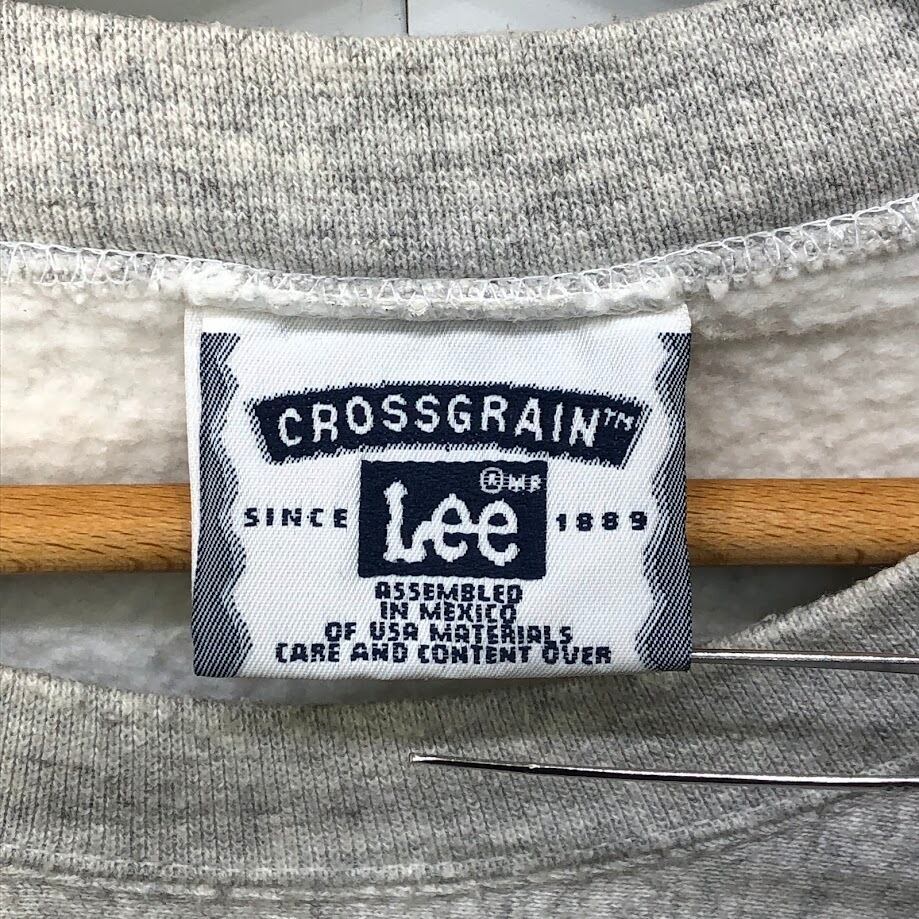 CROSSGRAIN™
Lee
SINCE 1889
ASSEMBLED
IN MEXICO
OF USA MATERIALS
CARE AND CONTENT OVER